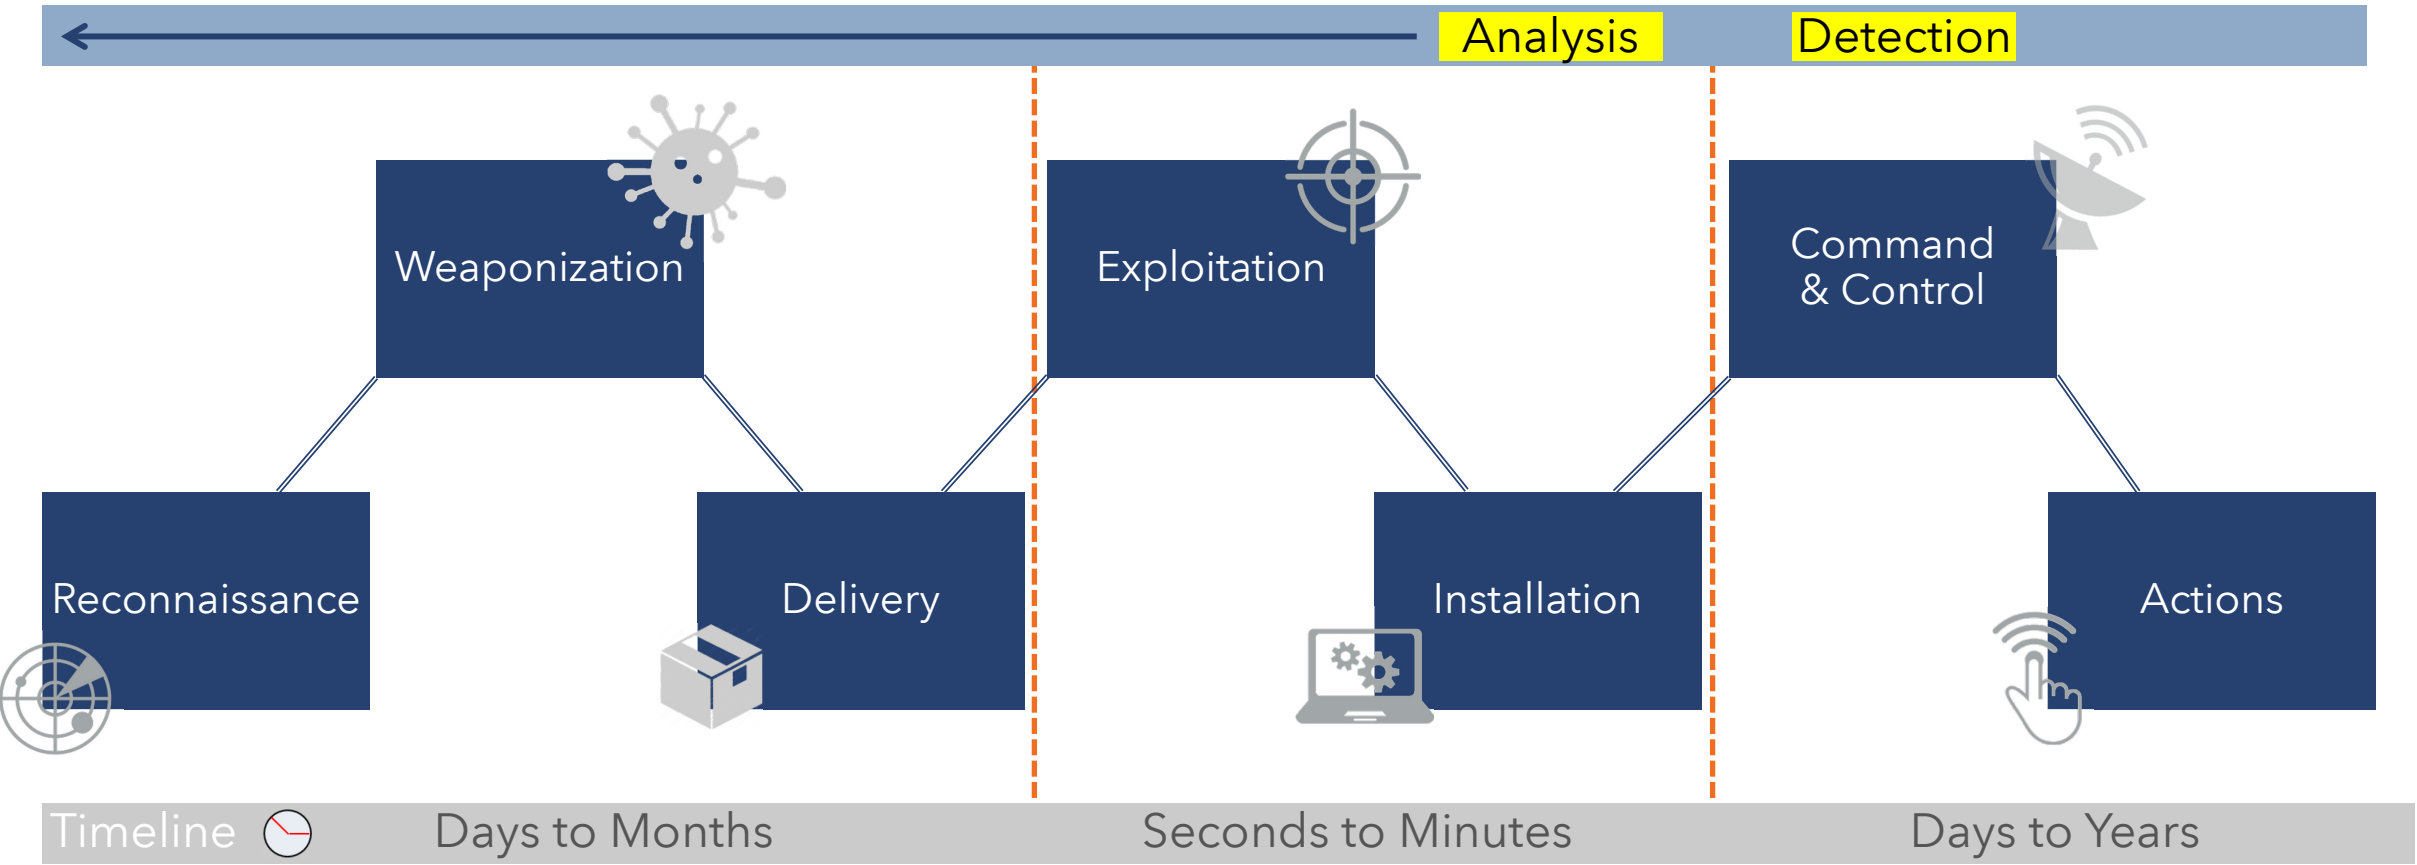 Analysis
Detection
Weaponization
Exploitation
Command
& Control
Reconnaissance
Delivery
Installation
Actions
Timeline
Days to Months
Seconds to Minutes
Days to Years